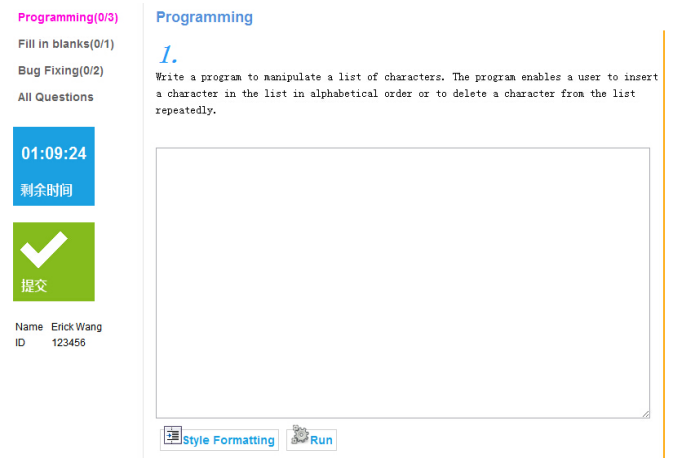 Programming(0/3)
Fill in blanks(0/1)
Bug Fixing(0/2)
All Questions
01:09:24
剩余时间
提交
Name Erick Wang
ID 123456
Programming
1.
Write a program to manipulate a list of characters. The program enables a user to insert
a character in the list in alphabetical order or to delete a character from the list
repeatedly.
Style Formatting
Run